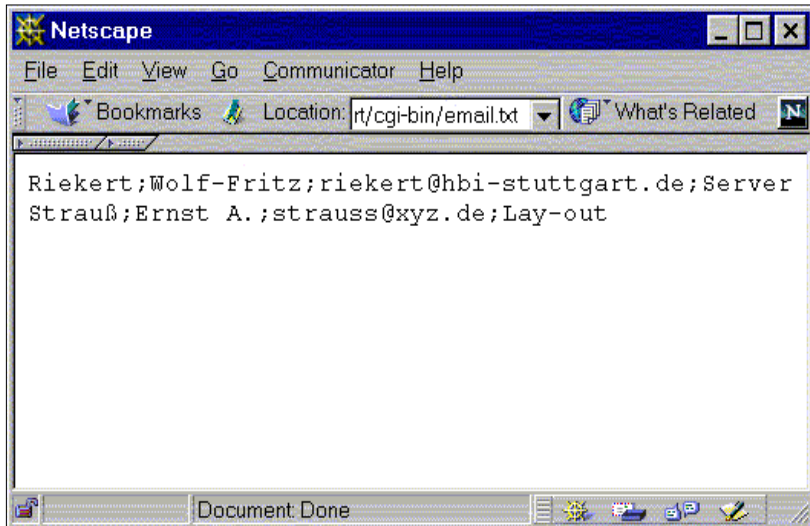 Netscape
File Edit View Go Communicator Help
Bookmarks Location: rt/cgi-bin/email.txt What's Related N
Riekert;Wolf-Fritz;riekert@hbi-stuttgart.de;Server
Strauß;Ernst A.;strauss@xyz.de;Lay-out
Document: Done